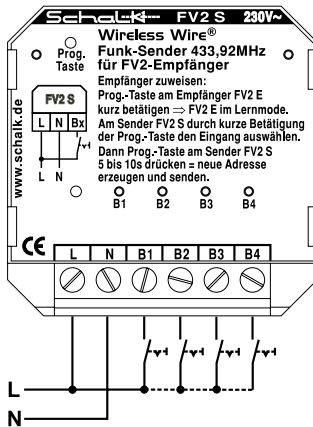 Schalk FV2 S 230V~
Wireless Wire®
Funk-Sender 433,92MHz
für FV2-Empfänger
Prog.
Taste
Empfänger zuweisen:
Prog.-Taste am Empfänger FV2 E
kurz betätigen ⇒ FV2 E im Lernmode.
Am Sender FV2 S durch kurze Betätigung
der Prog.-Taste den Eingang auswählen.
Dann Prog.-Taste am Sender FV2 S
5 bis 10s drücken = neue Adresse
erzeugen und senden.
FV2 S
L N Bx
L N
www.schalk.de
B1 B2 B3 B4
CE
L N B1 B2 B3 B4
L
N